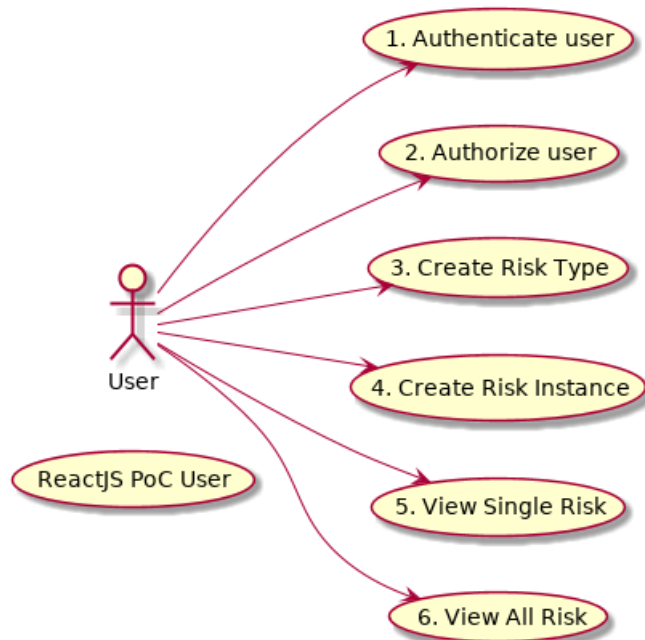 1. Authenticate user
2. Authorize user
3. Create Risk Type
User
4. Create Risk Instance
ReactJS PoC User
5. View Single Risk
6. View All Risk